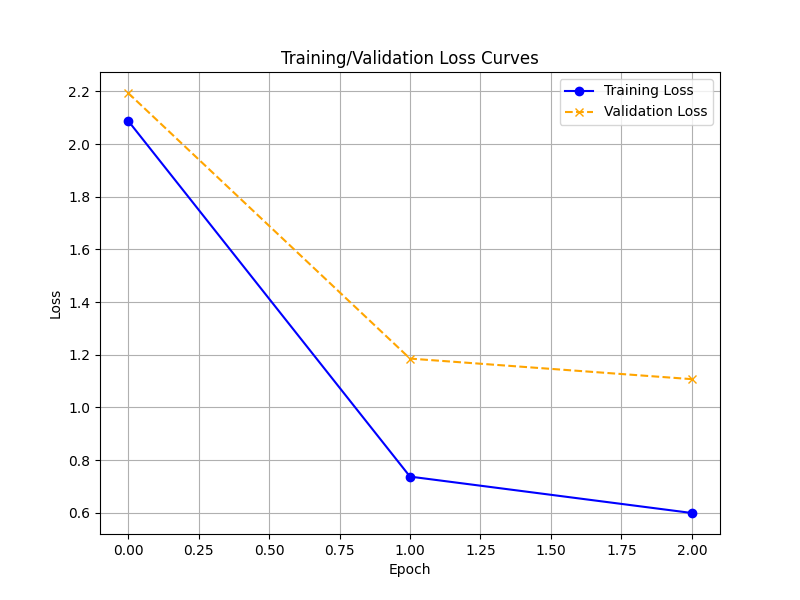 Training/Validation Loss Curves
Training Loss
Validation Loss
2.2
2.0
1.8
1.6
1.4
1.2
1.0
0.8
0.6
Loss
0.00 0.25 0.50 0.75 1.00 1.25 1.50 1.75 2.00
Epoch